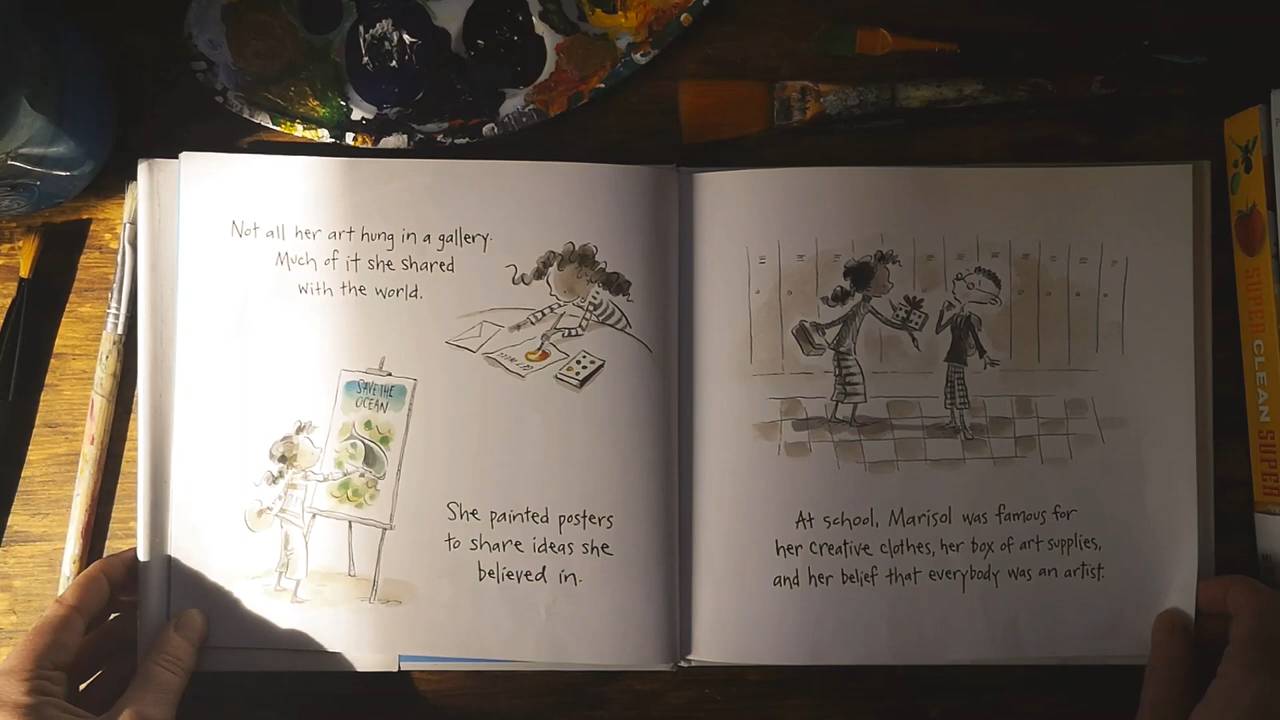 Not all her art hung in a gallery.
Much of it she shared
with the world.
SAVE THE
OCEAN
She painted posters
to share ideas she
believed in.
At school, Marisol was famous for
her creative clothes, her box of art supplies,
and her belief that everybody was an artist.
SUPER CLEAN SUPER